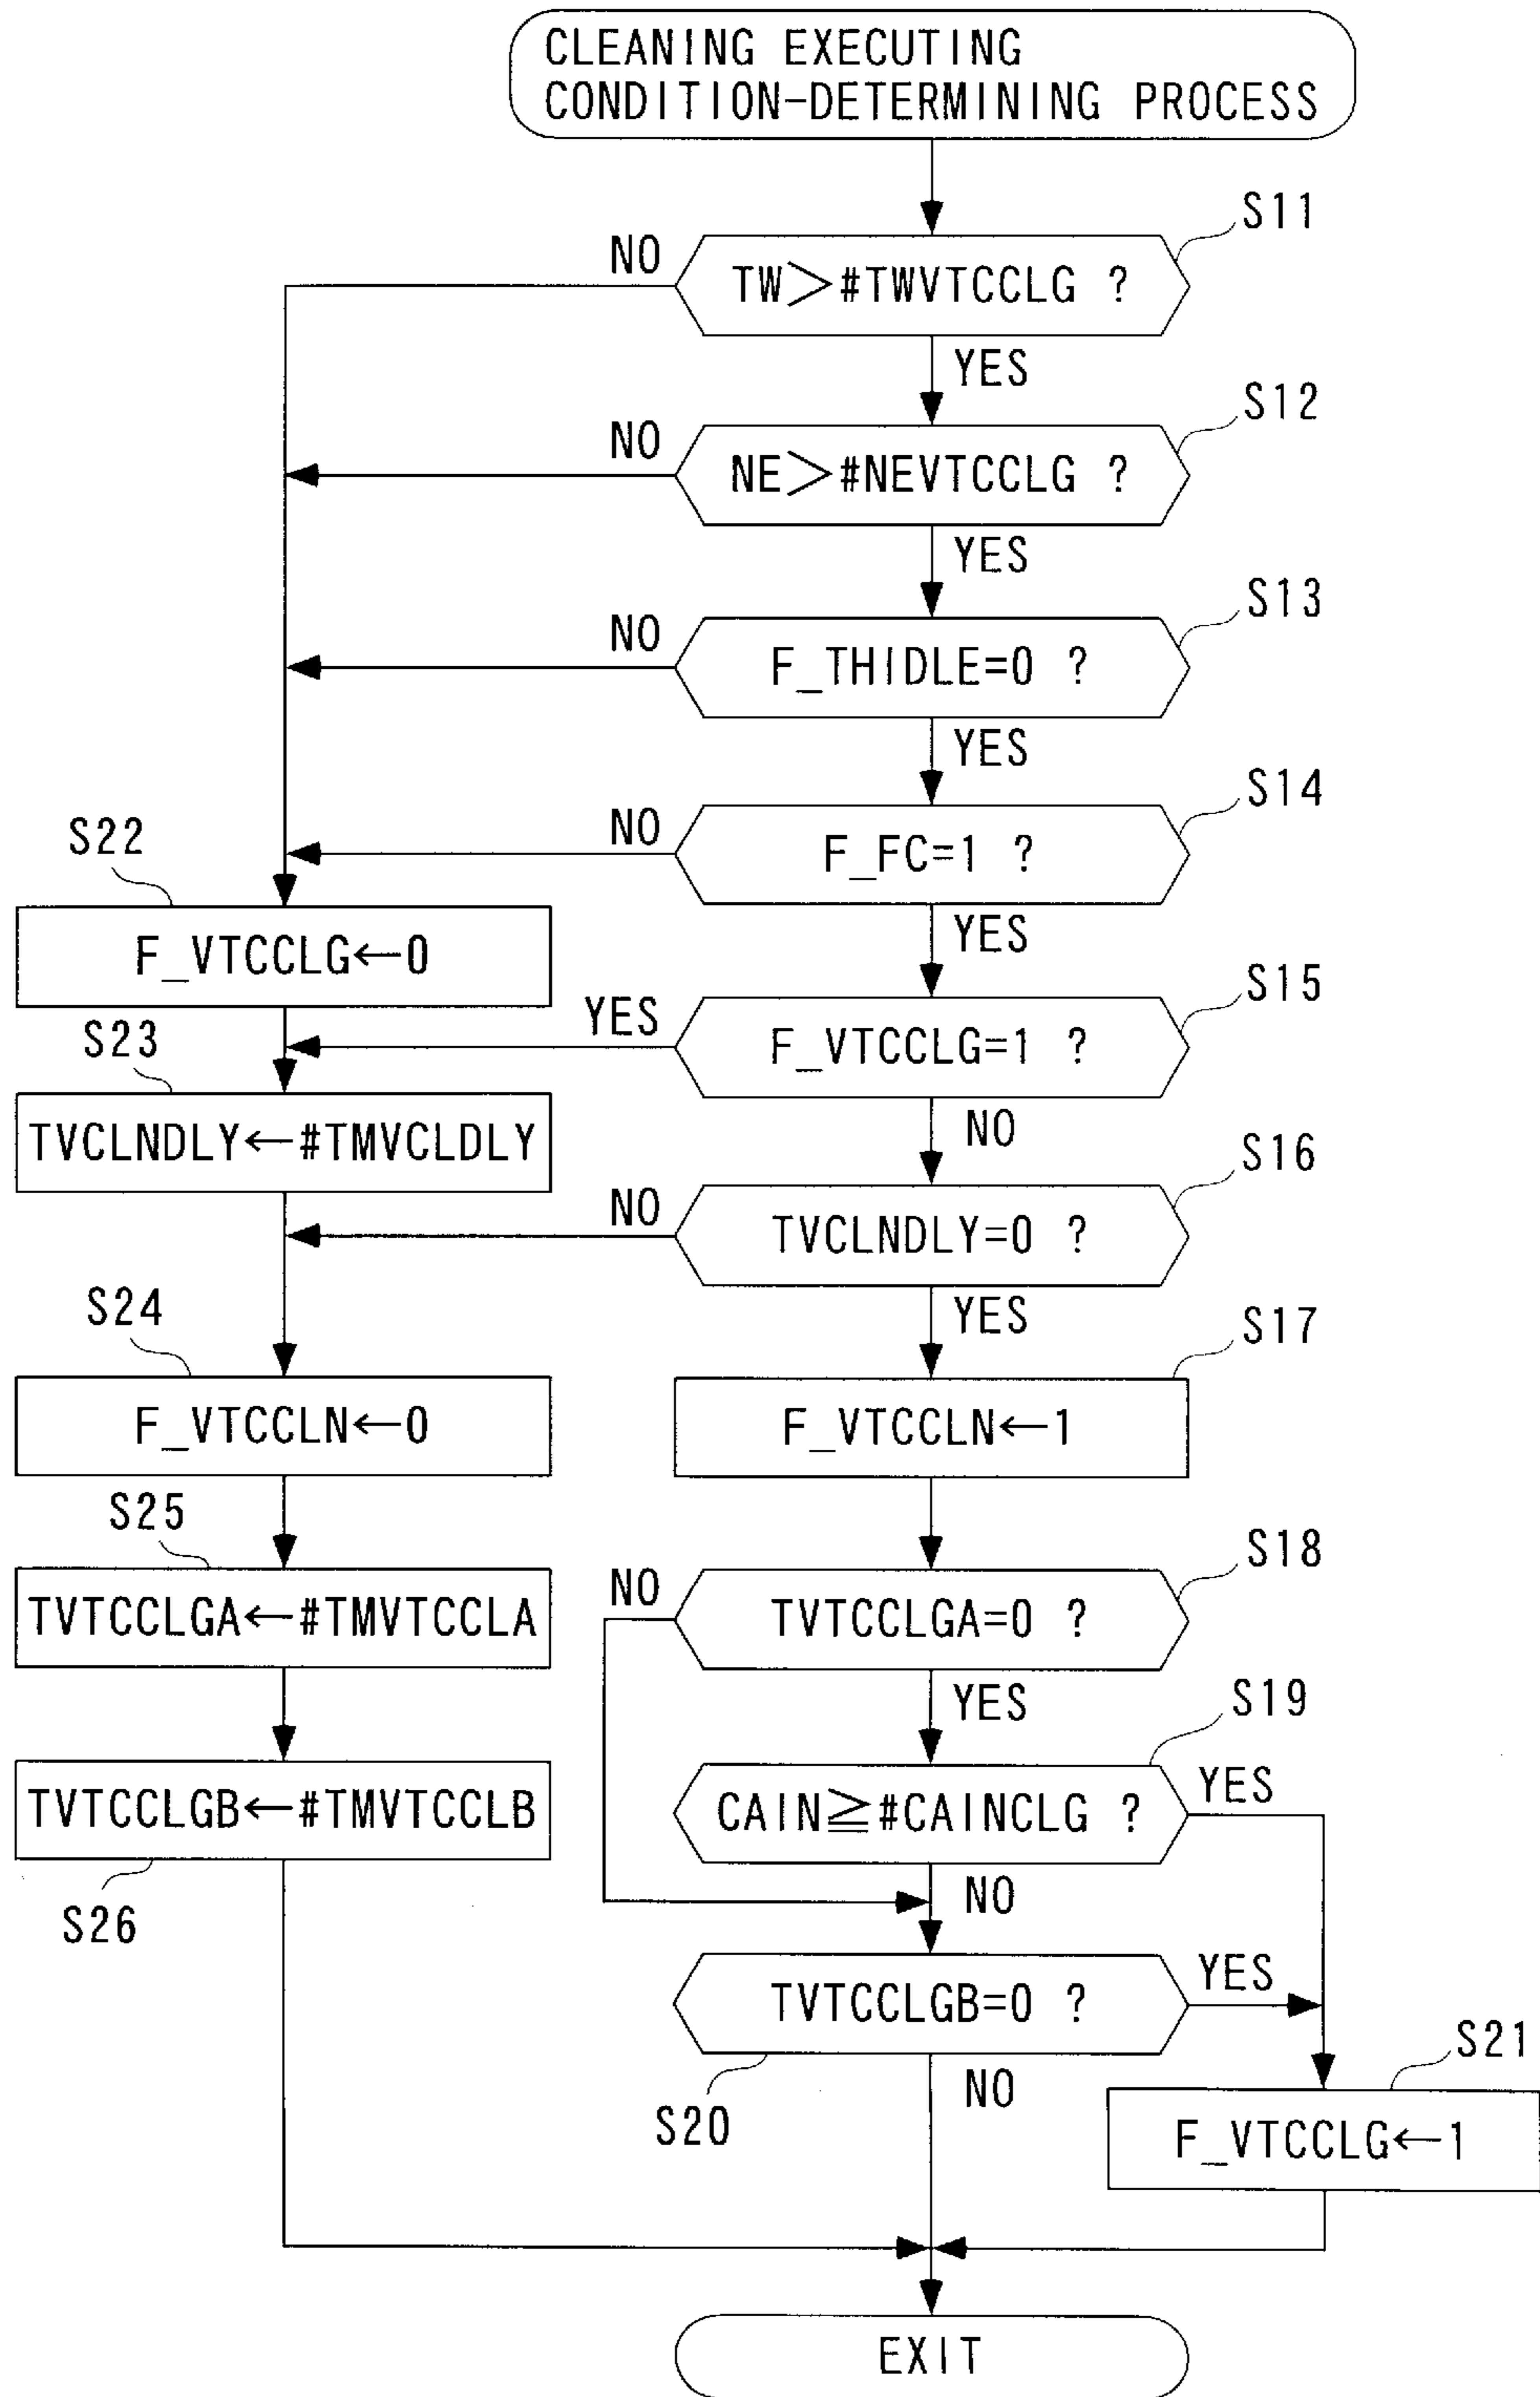 CLEANING EXECUTING
CONDITION-DETERMINING PROCESS
S11
NO
TW>#TWVTCCLG ?
YES
S12
NO
NE>#NEVTCCLG ?
YES
S13
NO
F_THIDLE=0 ?
YES
S14
NO
F_FC=1 ?
YES
S22
F_VTCCLG←0
S15
YES
F_VTCCLG=1 ?
NO
S23
TVCLNDLY←#TMVCLDLY
S16
NO
TVCLNDLY=0 ?
YES
S24
F_VTCCLN←0
S17
F_VTCCLN←1
S25
TVTCCLGA←#TMVTCCLA
S18
NO
TVTCCLGA=0 ?
YES
S19
CAIN≧#CAINCLG ?
YES
NO
TVTCCLGB←#TMVTCCLB
S26
TVTCCLGB=0 ?
YES
S20
NO
S21
F_VTCCLG←1
EXIT